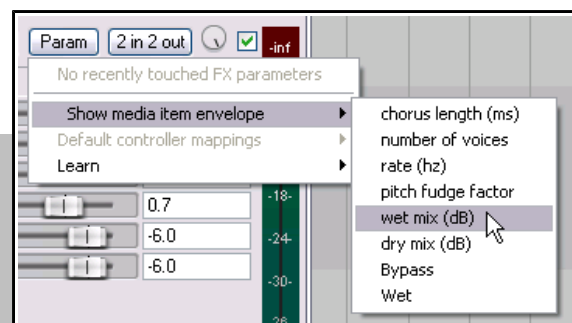 Param
2 in 2 out
-inf
No recently touched FX parameters
Show media item envelope
Default controller mappings
Learn
chorus length (ms)
number of voices
rate (hz)
pitch fudge factor
wet mix (dB)
dry mix (dB)
Bypass
Wet
0.7
-18-
-6.0
-24-
-6.0
-30-